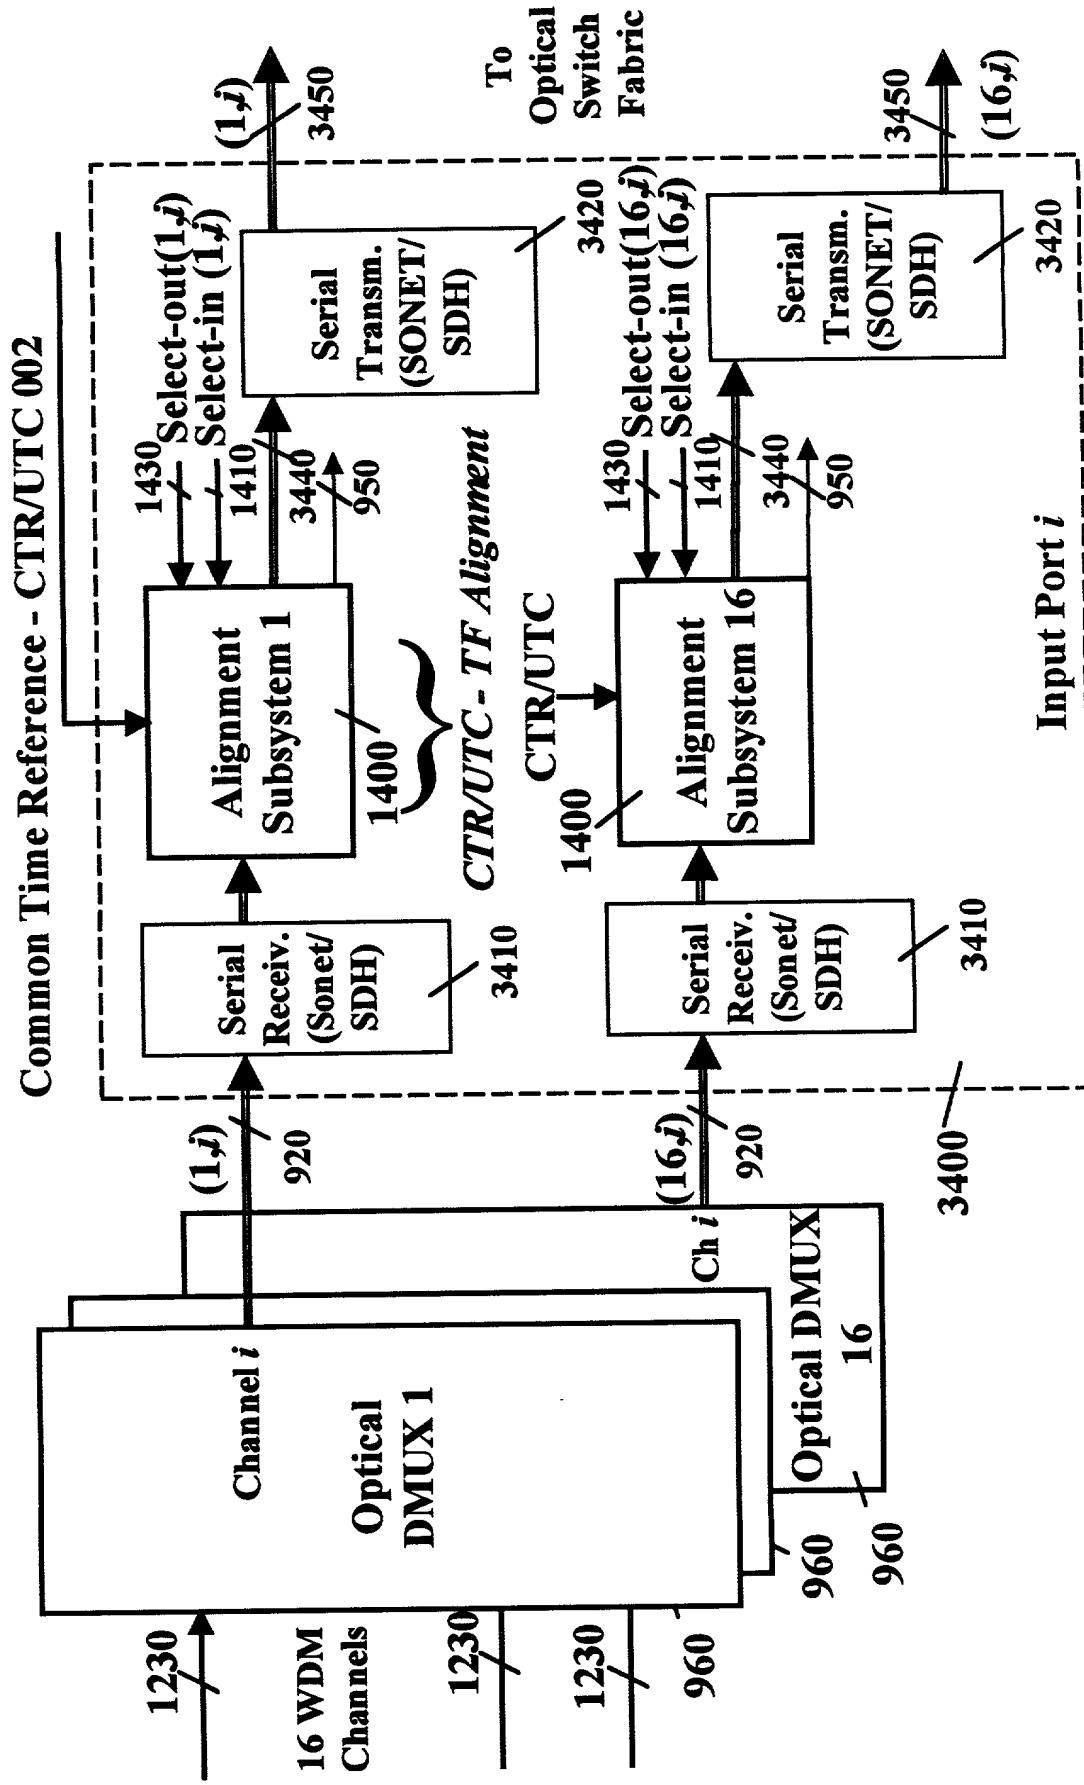 Common Time Reference - CTR/UTC 002
1230
16 WDM
Channels
1230
1230
960
960
960
Channel i
Optical
DMUX 1
Ch i
Optical DMUX
16
(1,i)
920
(16,i)
920
3400
Serial
Receiv.
(Sonet/
SDH)
3410
Serial
Receiv.
(Sonet/
SDH)
3410
Alignment
Subsystem 1
1400
CTR/UTC - TF Alignment
CTR/UTC
1400
Alignment
Subsystem 16
1430
Select-out(1,i)
Select-in (1,i)
1410
3440
950
1430
Select-out(16,i)
Select-in (16,i)
1410
3440
950
Serial
Transm.
(SONET/
SDH)
3420
Serial
Transm.
(SONET/
SDH)
3420
(1,i)
3450
To
Optical
Switch
Fabric
3450
(16,i)
Input Port i